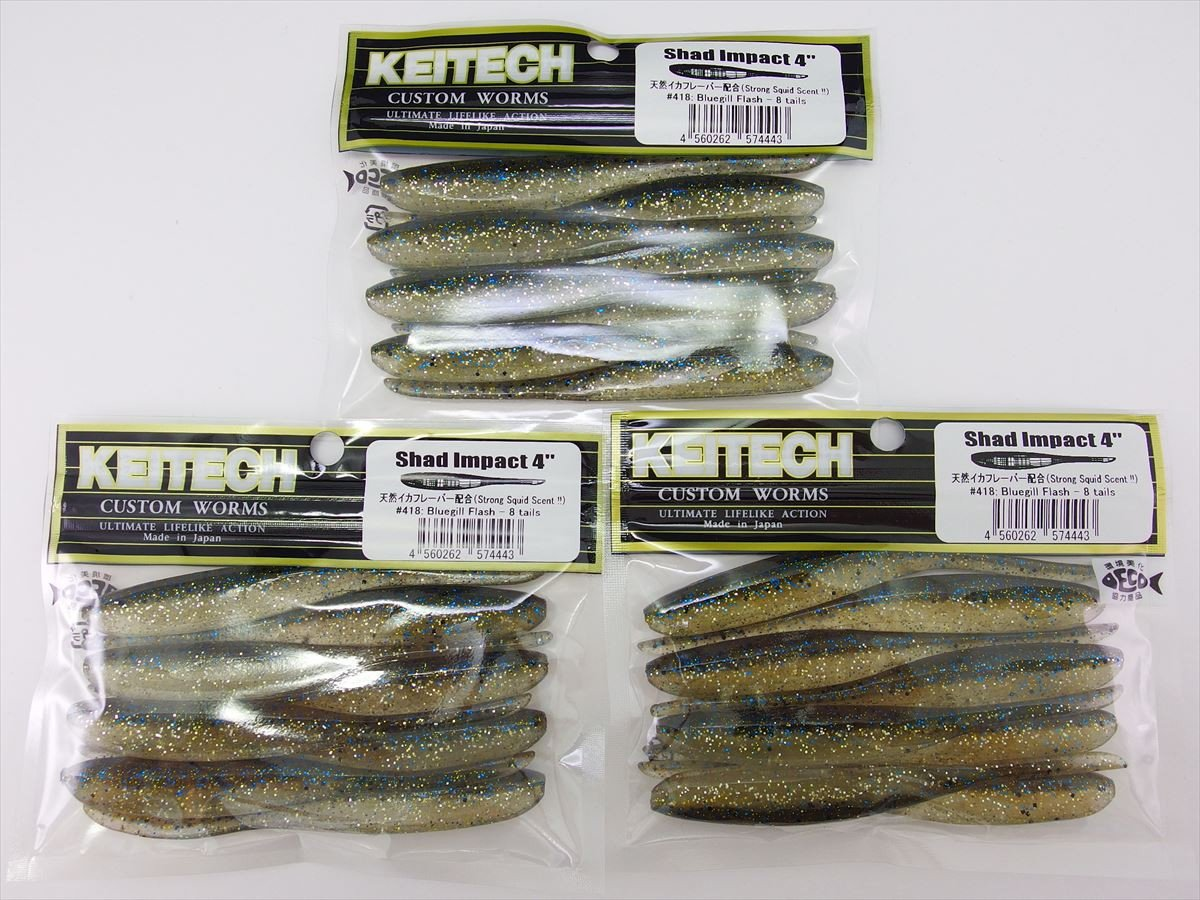 KEITECH
CUSTOM WORMS
ULTIMATE LIFELIKE ACTION
Made in Japan
Shad Impact 4"
天然イカフレーバー配合(Strong Squid Scent !!)
#418: Bluegill Flash - 8 tails
4 560262 574443
KEITECH
CUSTOM WORMS
ULTIMATE LIFELIKE ACTION
Made in Japan
Shad Impact 4"
天然イカフレーバー配合(Strong Squid Scent !!)
#418: Bluegill Flash - 8 tails
4 560262 574443
KEITECH
CUSTOM WORMS
ULTIMATE LIFELIKE ACTION
Made in Japan
Shad Impact 4"
天然イカフレーバー配合(Strong Squid Scent !!)
#418: Bluegill Flash - 8 tails
4 560262 574443
環境美化
DECO
協力商品